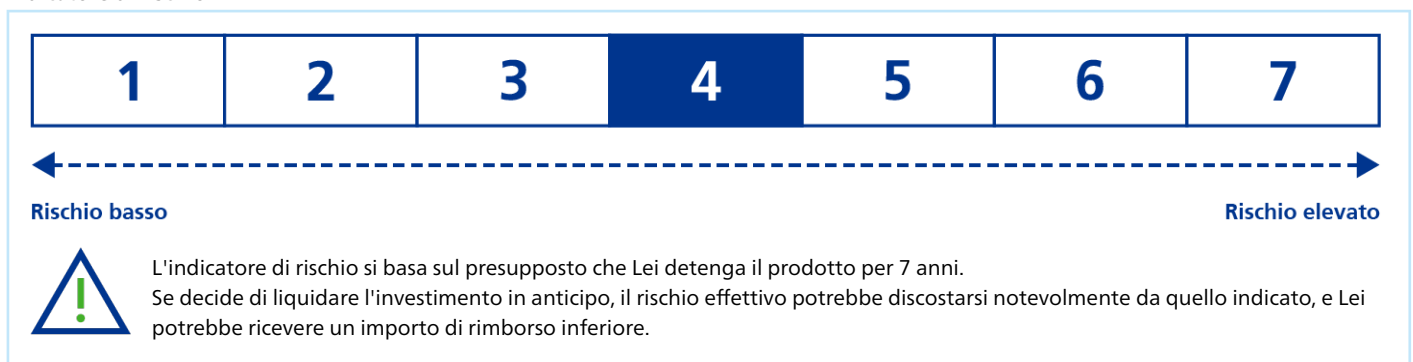 1 2 3 4 5 6 7
Rischio basso Rischio elevato
L'indicatore di rischio si basa sul presupposto che Lei detenga il prodotto per 7 anni.
Se decide di liquidare l'investimento in anticipo, il rischio effettivo potrebbe discostarsi notevolmente da quello indicato, e Lei
potrebbe ricevere un importo di rimborso inferiore.